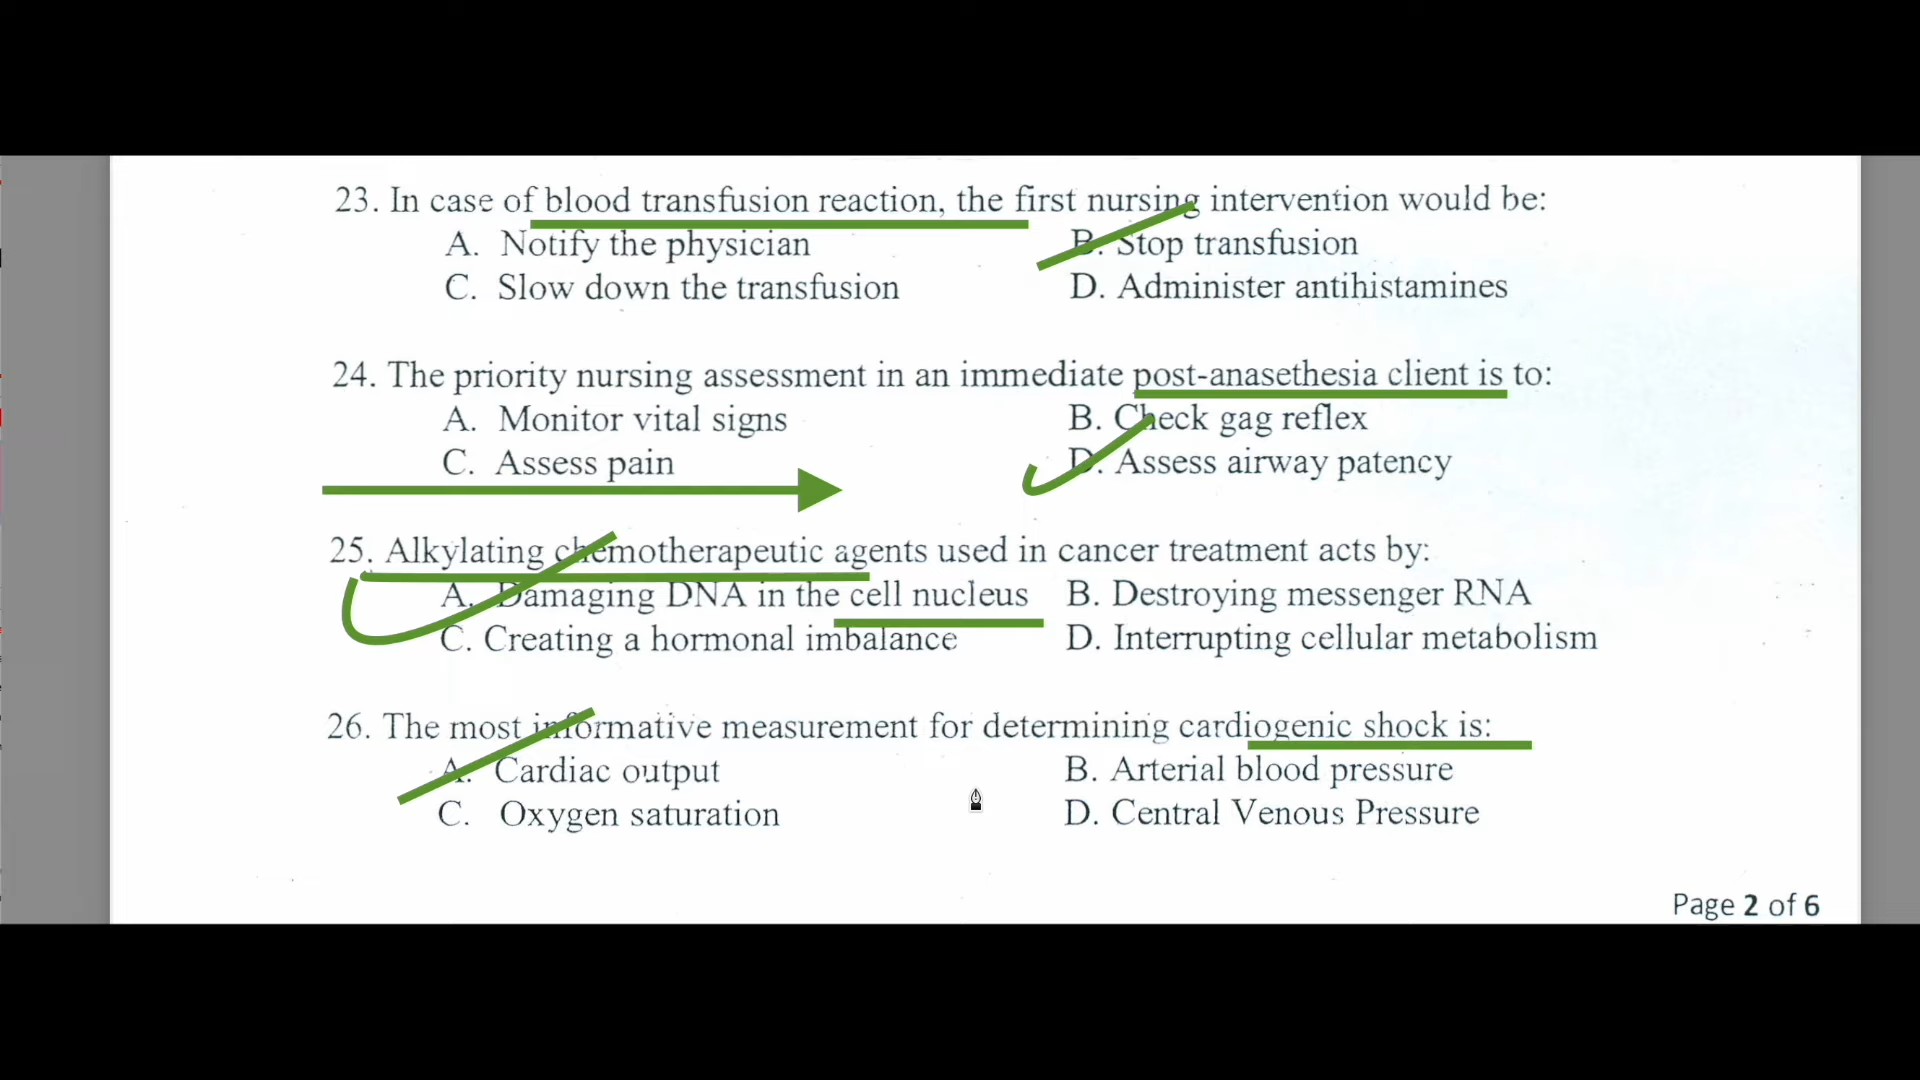 23. In case of blood transfusion reaction, the first nursing intervention would be:
A. Notify the physician B. Stop transfusion
C. Slow down the transfusion D. Administer antihistamines
24. The priority nursing assessment in an immediate post-anasethesia client is to:
A. Monitor vital signs B. Check gag reflex
C. Assess pain D. Assess airway patency
25. Alkylating chemotherapeutic agents used in cancer treatment acts by:
A. Damaging DNA in the cell nucleus B. Destroying messenger RNA
C. Creating a hormonal imbalance D. Interrupting cellular metabolism
26. The most informative measurement for determining cardiogenic shock is:
A. Cardiac output B. Arterial blood pressure
C. Oxygen saturation D. Central Venous Pressure
Page 2 of 6